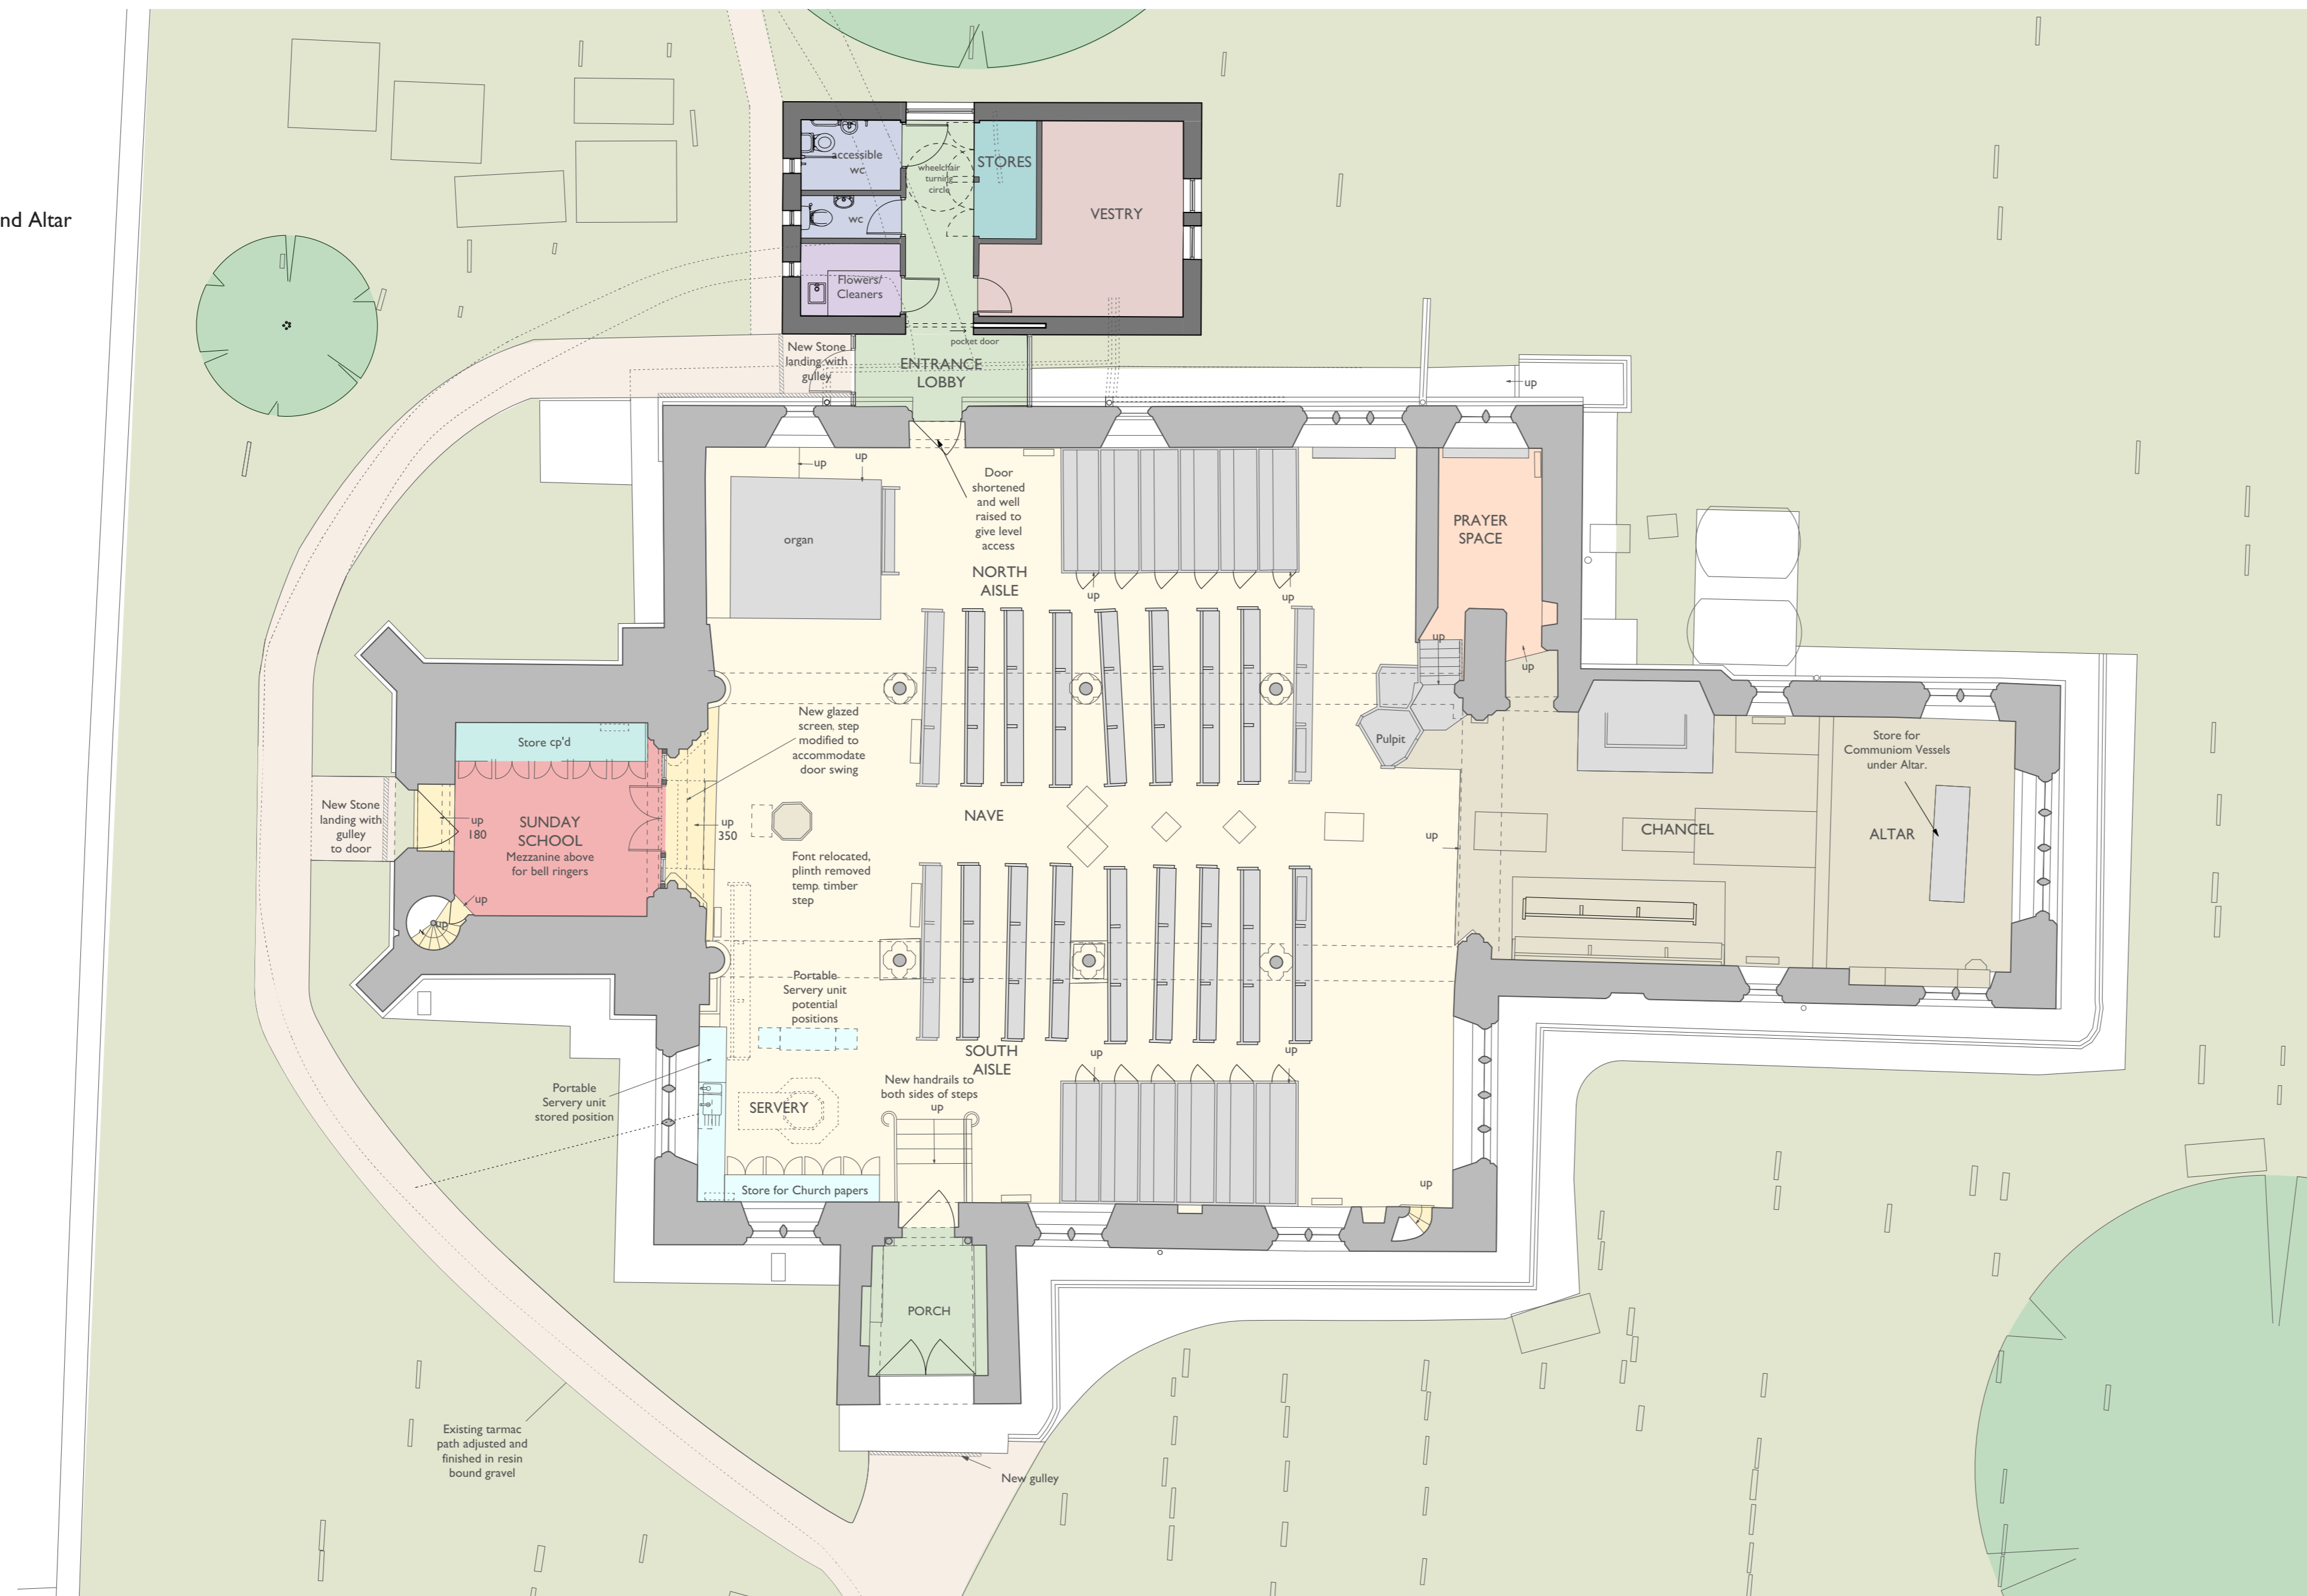 nd Altar
accessible
wc
wheelchair
turning
circle
STORES
VESTRY
wc
Flowers/
Cleaners
pocket door
New Stone
landing with
gulley
ENTRANCE
LOBBY
up
up
up
organ
Door
shortened
and well
raised to
give level
access
NORTH
AISLE
up
up
PRAYER
SPACE
up
up
New glazed
screen, step
modified to
accommodate
door swing
Pulpit
Store cp'd
Store for
Communiom Vessels
under Altar.
New Stone
landing with
gulley
to door
up
180
SUNDAY
SCHOOL
Mezzanine above
for bell ringers
up
350
NAVE
up
CHANCEL
ALTAR
Font relocated,
plinth removed
temp. timber
step
up
up
Portable
Servery unit
potential
positions
SOUTH
AISLE
up
up
New handrails to
both sides of steps
up
Portable
Servery unit
stored position
SERVERY
Store for Church papers
up
PORCH
Existing tarmac
path adjusted and
finished in resin
bound gravel
New gulley